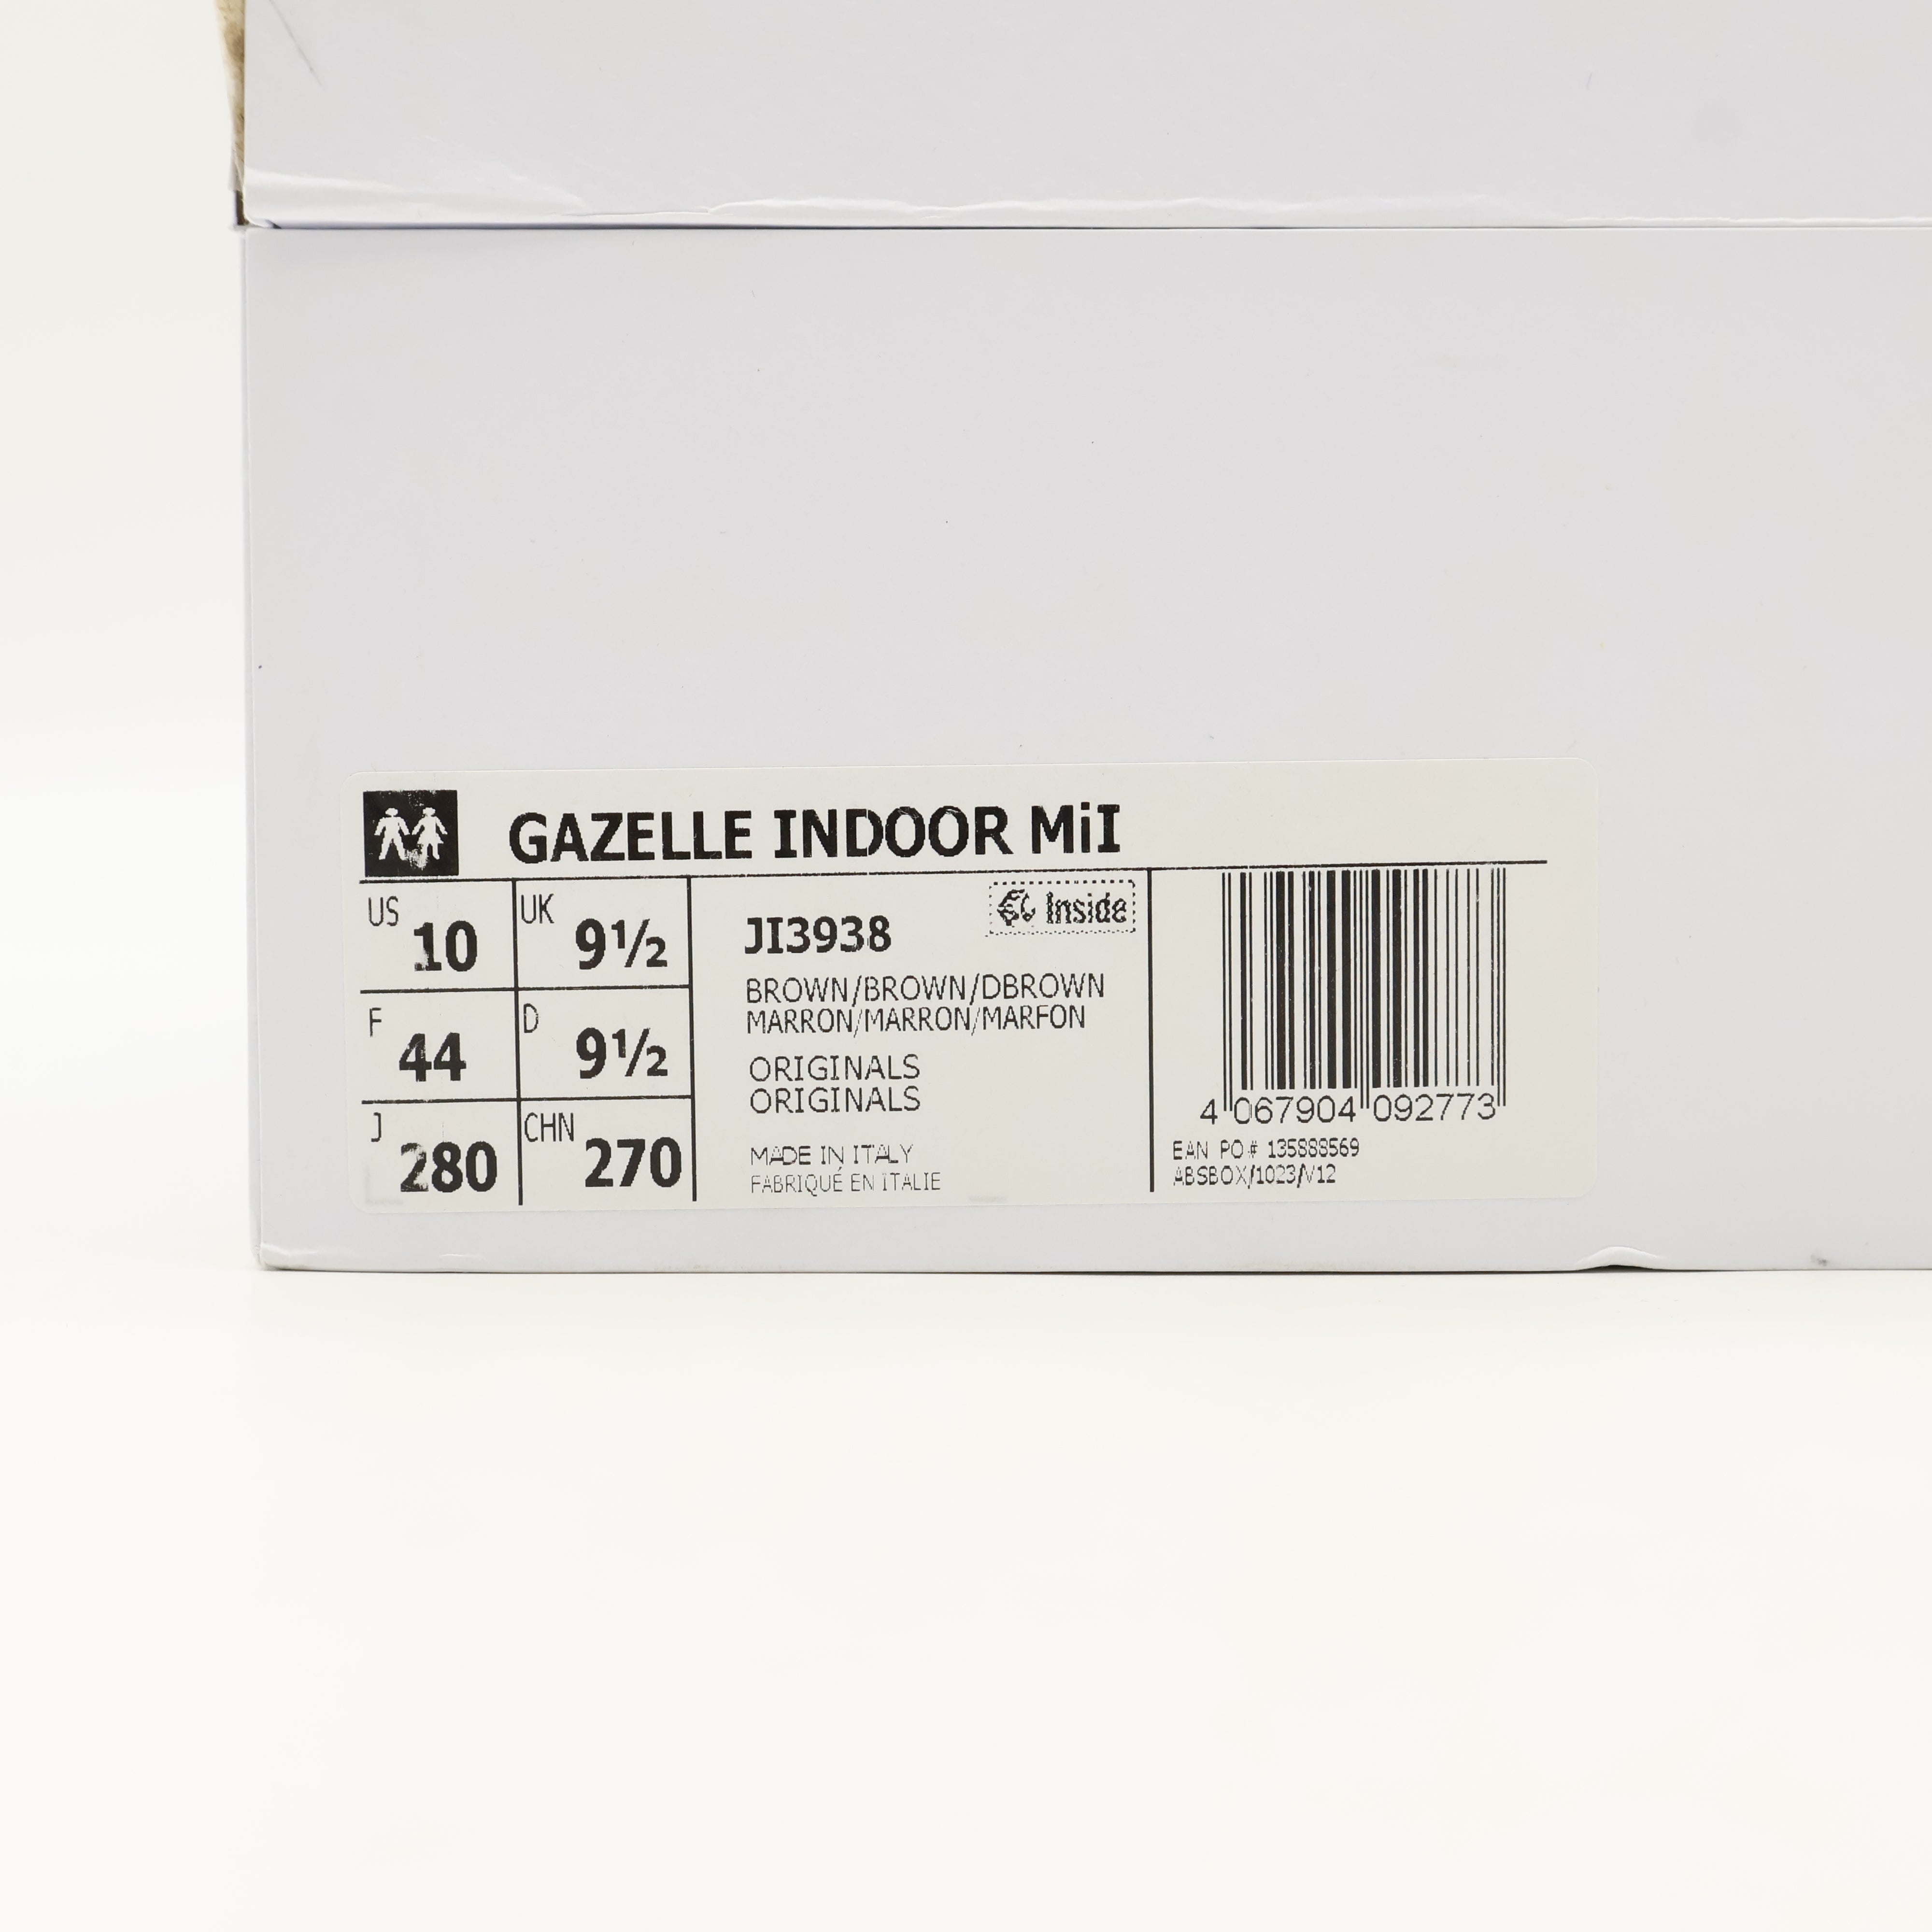 GAZELLE INDOOR MiI
US 10 UK 9½
F 44 D 9½
J 280 CHN 270
Inside
JI3938
BROWN/BROWN/DBROWN
MARRON/MARRON/MARFON
ORIGINALS
ORIGINALS
MADE IN ITALY
FABRIQUÉ EN ITALIE
4 067904 092773
EAN PO# 135888569
ABSBOX/1023/V12